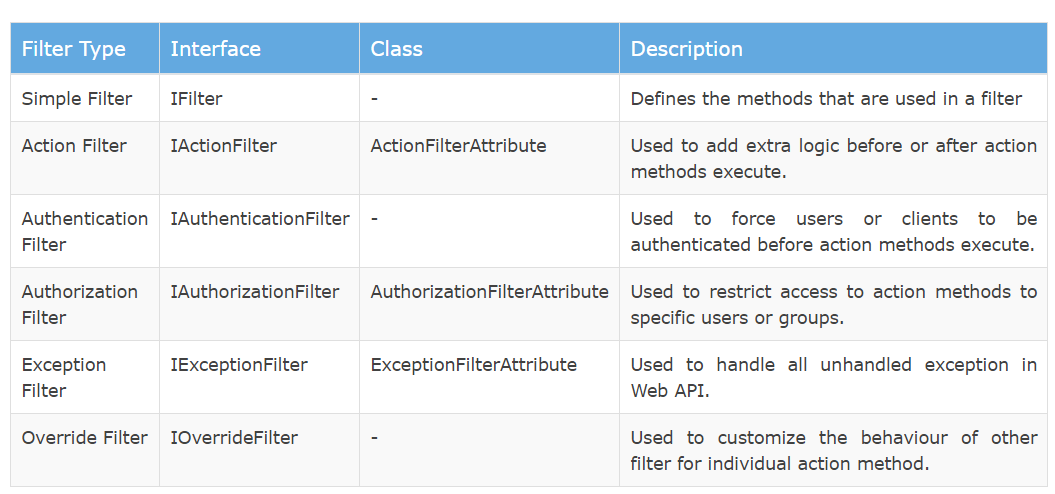 Filter Type Interface Class Description
Simple Filter IFilter - Defines the methods that are used in a filter
Action Filter IActionFilter ActionFilterAttribute Used to add extra logic before or after action
methods execute.
Authentication IAuthenticationFilter - Used to force users or clients to be
Filter authenticated before action methods execute.
Authorization IAuthorizationFilter AuthorizationFilterAttribute Used to restrict access to action methods to
Filter specific users or groups.
Exception IExceptionFilter ExceptionFilterAttribute Used to handle all unhandled exception in
Filter Web API.
Override Filter IOverrideFilter - Used to customize the behaviour of other
filter for individual action method.